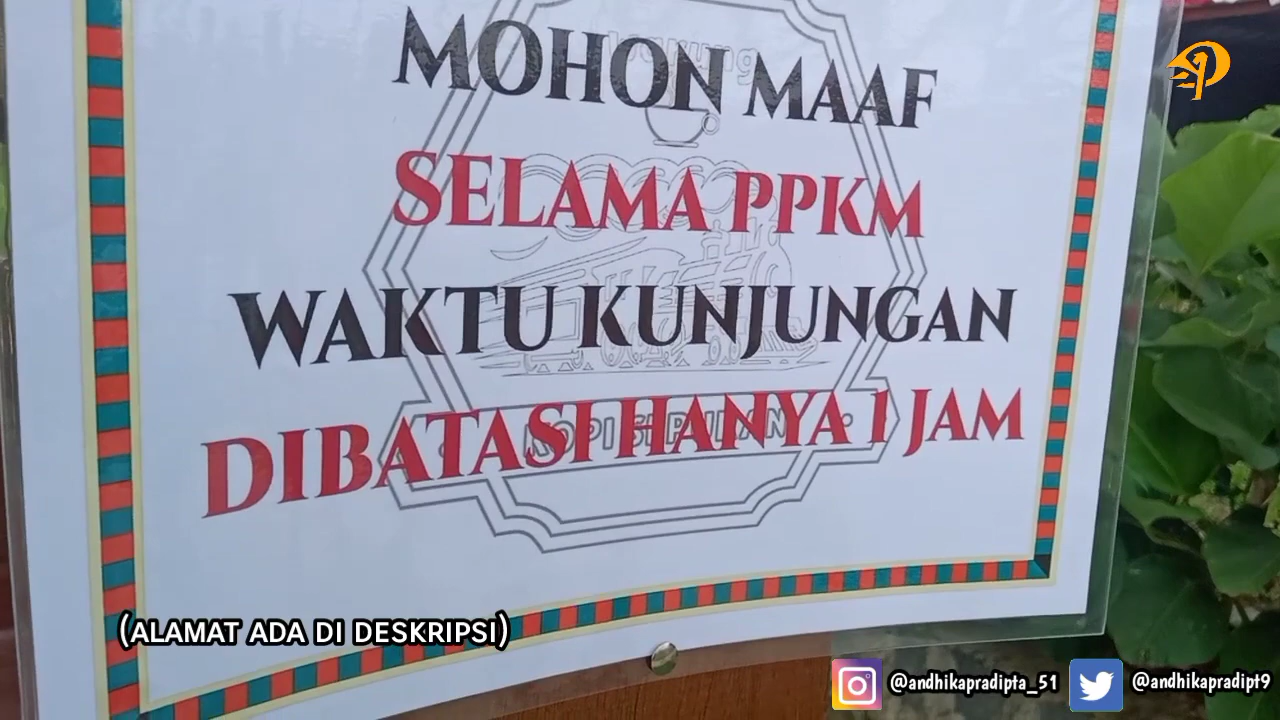 MOHON MAAF
SELAMA PPKM
WAKTU KUNJUNGAN
DIBATASI HANYA 1 JAM
(ALAMAT ADA DI DESKRIPSI)
@andhikapradipta_51
@andhikapradipt9